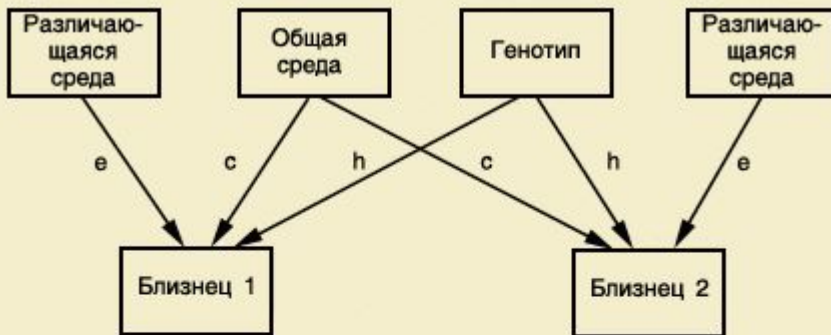 Различаю-
щаяся
среда
Общая
среда
Генотип
Различаю-
щаяся
среда
e
c
h
c
h
e
Близнец 1
Близнец 2